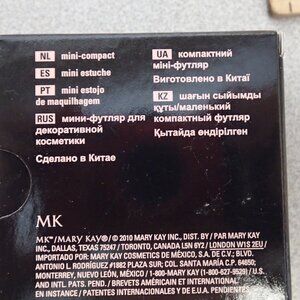 NL mini-compact
ES mini estuche
PT mini estojo
de maquilhagem
RUS мини-футляр для
декоративной
косметики
Сделано в Китае
UA компактний
міні-футляр
Виготовлено в Китаї
KZ шағын сыйымды
құты/маленький
компактный футляр
Қытайда өндірілген
MK
MK™/MARY KAY® © 2010 MARY KAY INC., DIST. BY / PAR MARY KAY
INC., DALLAS, TEXAS 75247 / TORONTO, CANADA L5N 6Y2 / LONDON W1S 2EU /
IMPORTADO POR: MARY KAY COSMETICS DE MÉXICO, S.A. DE C.V., BLVD.
ANTONIO L. RODRÍGUEZ #1882 PLAZA SUR, COL. SANTA MARÍA C.P. 64650;
MONTERREY, NUEVO LEÓN, MÉXICO / 1-800-MARY KAY (1-800-627-9529) / U.S.
AND INT. PATS. PEND. / BREVETS AMÉRICAIN ET INTERNATIONAUX
EN INSTANCE / PATENTES INTERNACIONALES Y DE E.U.A. PENDIENTES